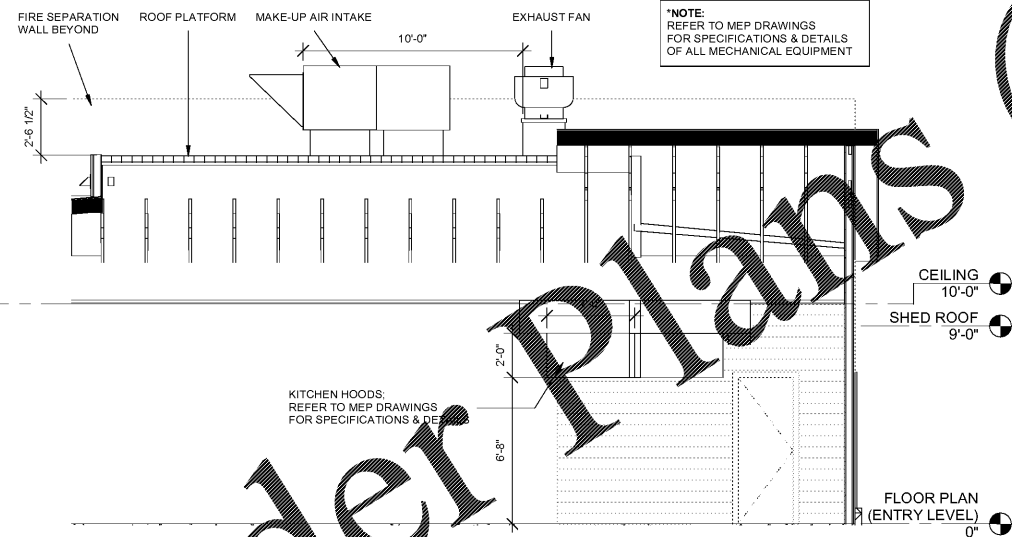 FIRE SEPARATION
WALL BEYOND
ROOF PLATFORM
MAKE-UP AIR INTAKE
EXHAUST FAN
*NOTE:
REFER TO MEP DRAWINGS
FOR SPECIFICATIONS & DETAILS
OF ALL MECHANICAL EQUIPMENT
10'-0"
2'-6 1/2"
CEILING
10'-0"
SHED ROOF
9'-0"
2'-0"
KITCHEN HOODS;
REFER TO MEP DRAWINGS
FOR SPECIFICATIONS & DETAILS
6'-8"
FLOOR PLAN
(ENTRY LEVEL)
0"
der Plans